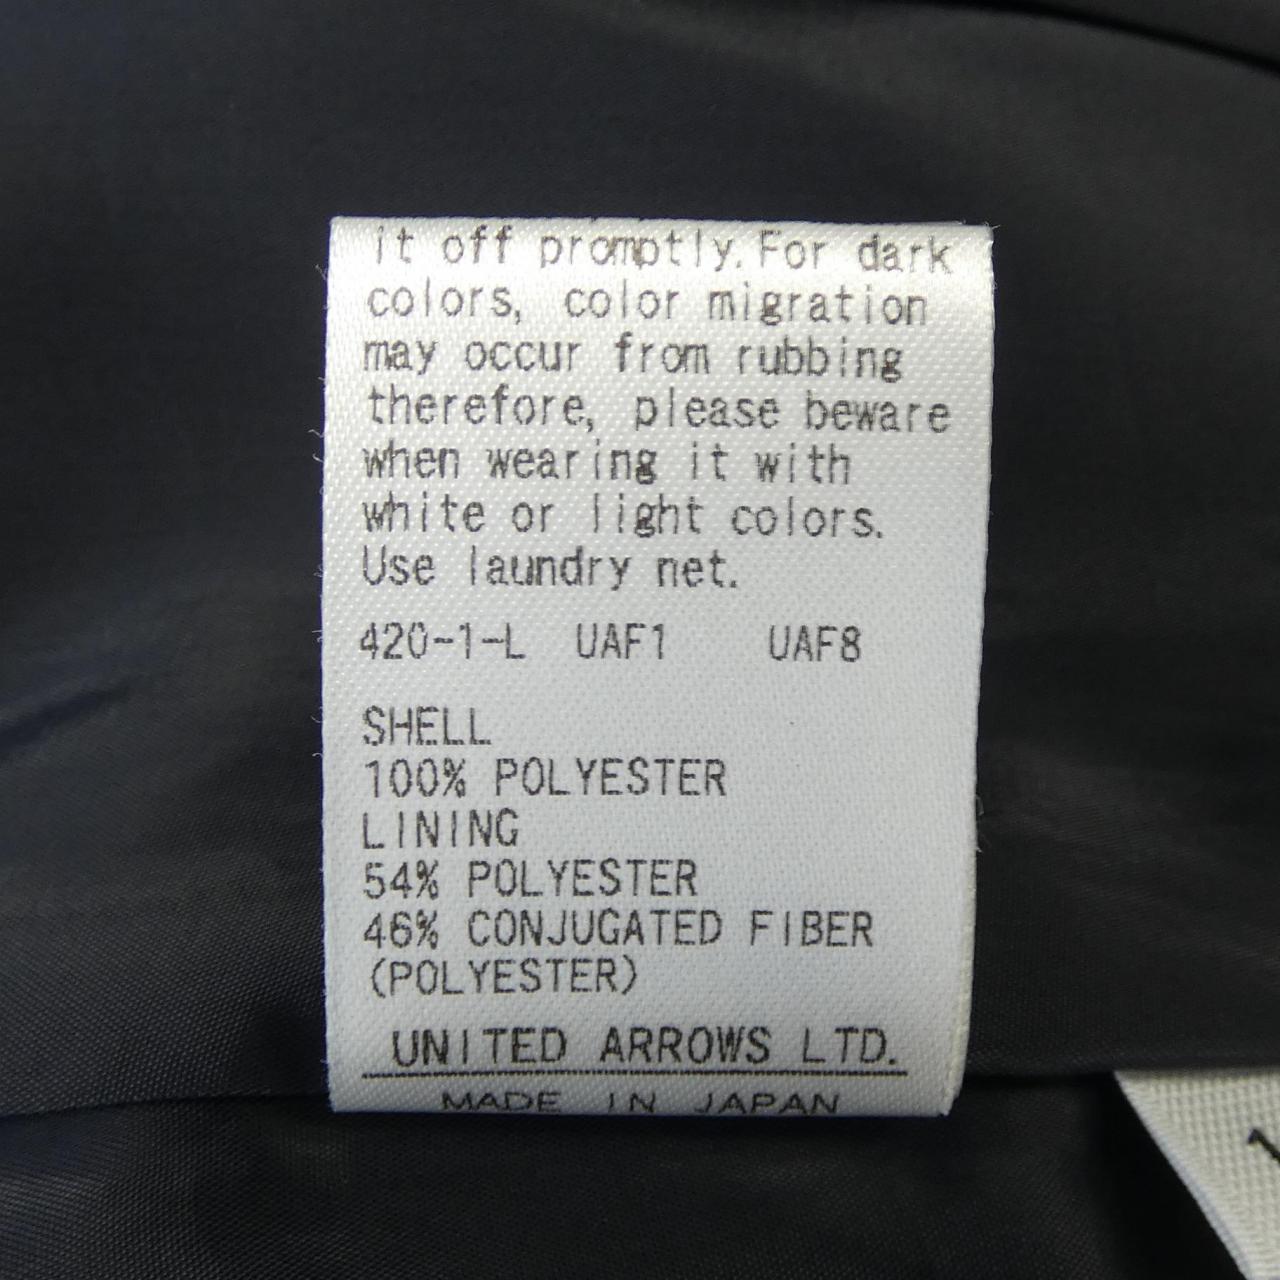 it off promptly. For dark
colors, color migration
may occur from rubbing
therefore, please beware
when wearing it with
white or light colors.
Use laundry net.
420-1-L UAF1 UAF8
SHELL
100% POLYESTER
LINING
54% POLYESTER
46% CONJUGATED FIBER
(POLYESTER)
UNITED ARROWS LTD.
MADE IN JAPAN